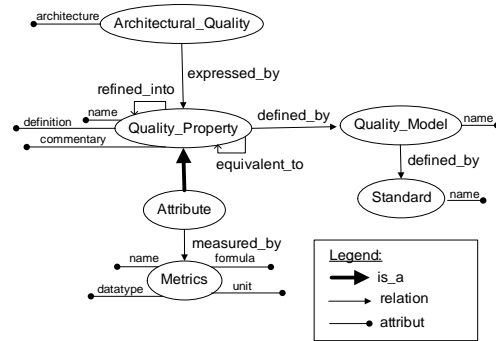 architecture
Architectural_Quality
expressed_by
refined_into
name
definition
commentary
Quality_Property
equivalent_to
defined_by
Quality_Model
name
defined_by
Standard
name
Attribute
measured_by
name
formula
Metrics
datatype
unit
Legend:
is_a
relation
attribut